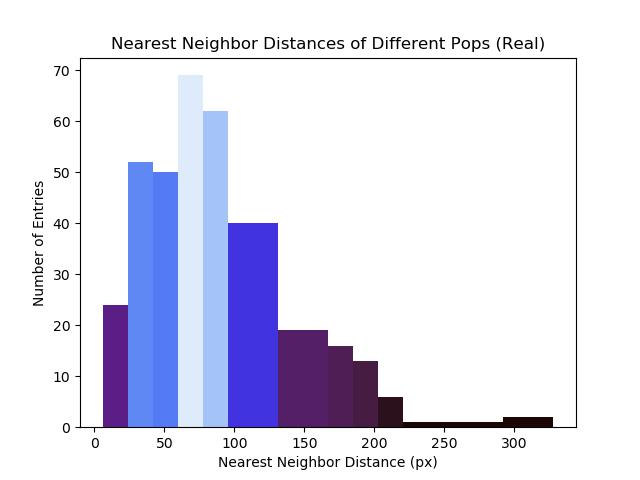 Nearest Neighbor Distances of Different Pops (Real)
70
60
50
40
30
20
10
0
Number of Entries
0 50 100 150 200 250 300
Nearest Neighbor Distance (px)